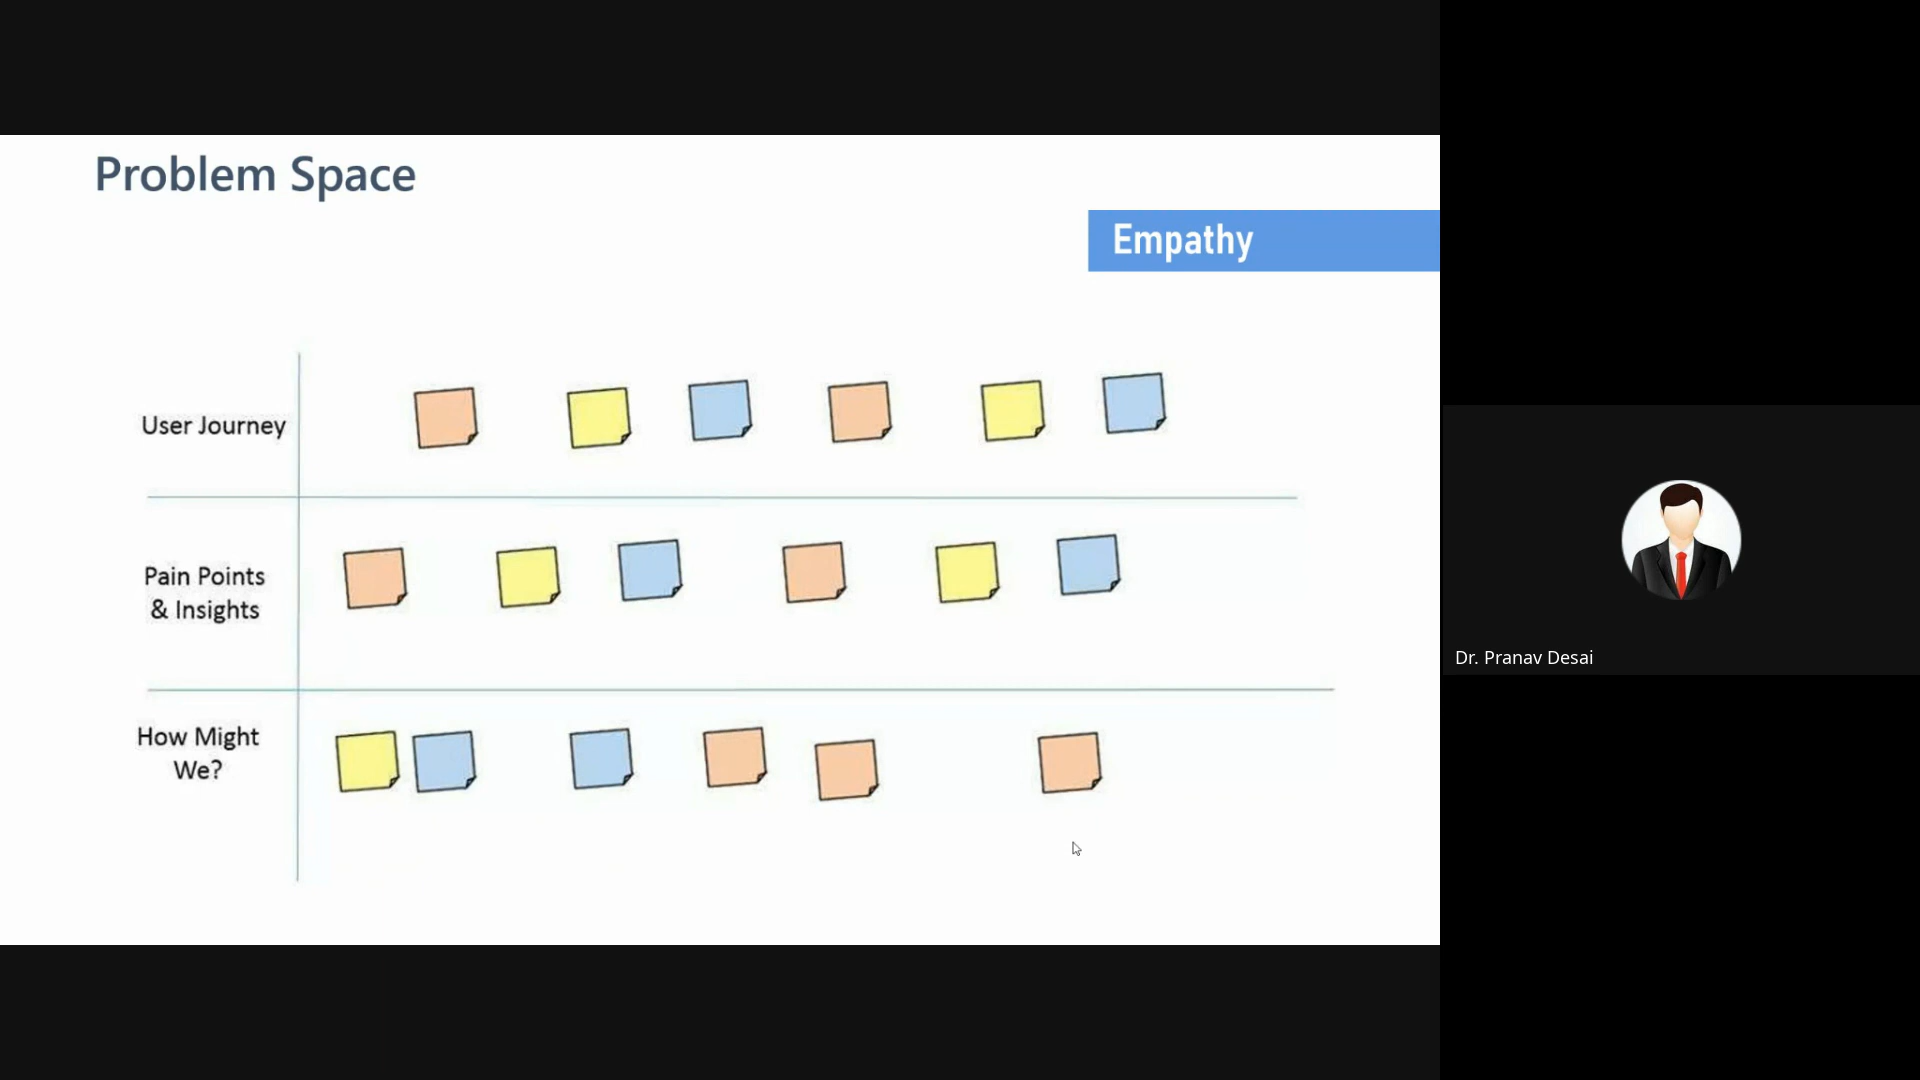 Problem Space
Empathy
User Journey
Pain Points
& Insights
How Might
We?
Dr. Pranav Desai